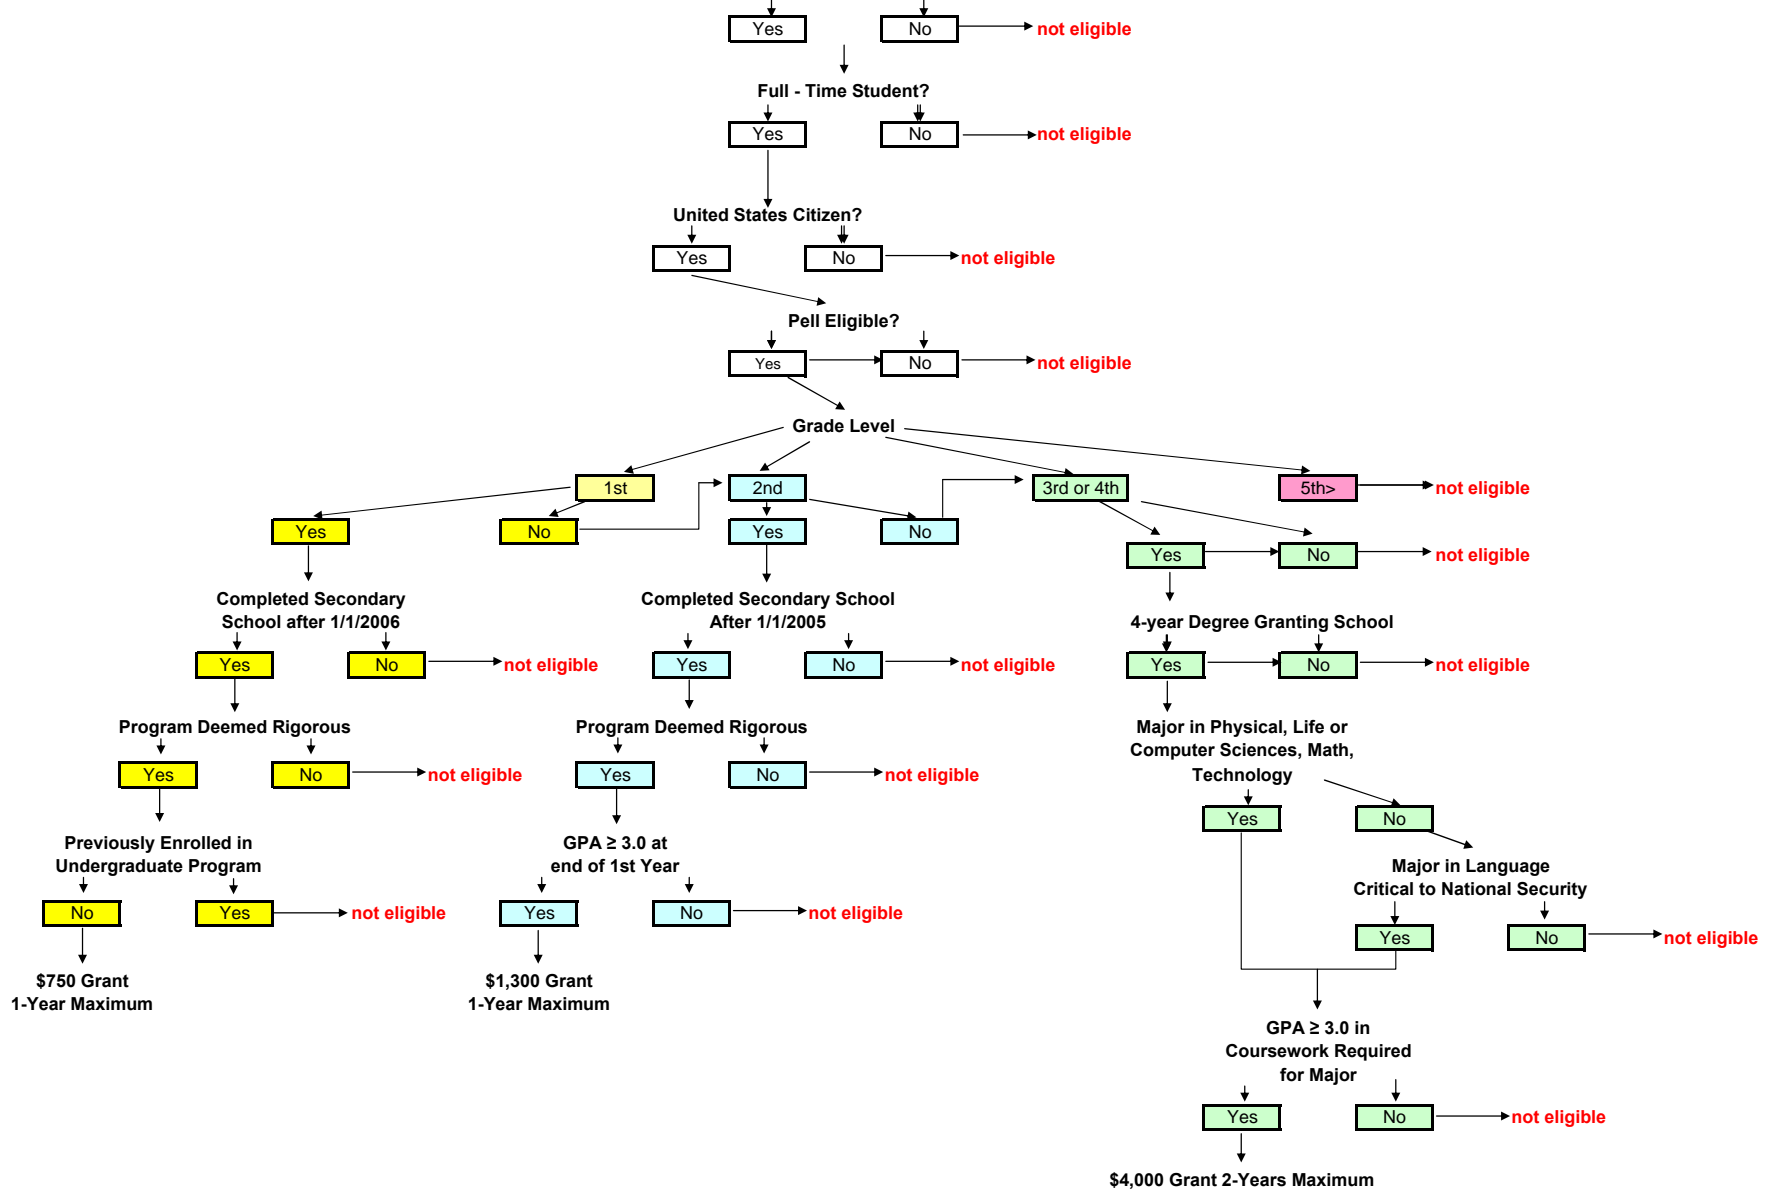 Yes No not eligible
Full - Time Student?
Yes No not eligible
United States Citizen?
Yes No not eligible
Pell Eligible?
Yes No not eligible
Grade Level
1st 2nd 3rd or 4th 5th> not eligible
Yes No Yes No
Yes No not eligible
Completed Secondary
School after 1/1/2006
Completed Secondary School
After 1/1/2005
4-year Degree Granting School
Yes No not eligible Yes No not eligible Yes No not eligible
Program Deemed Rigorous Program Deemed Rigorous
Major in Physical, Life or
Computer Sciences, Math,
Technology
Yes No not eligible Yes No not eligible
Yes No
Previously Enrolled in
Undergraduate Program
GPA ≥ 3.0 at
end of 1st Year
Major in Language
Critical to National Security
No Yes not eligible Yes No not eligible
Yes No not eligible
$750 Grant
1-Year Maximum
$1,300 Grant
1-Year Maximum
GPA ≥ 3.0 in
Coursework Required
for Major
Yes No not eligible
$4,000 Grant 2-Years Maximum